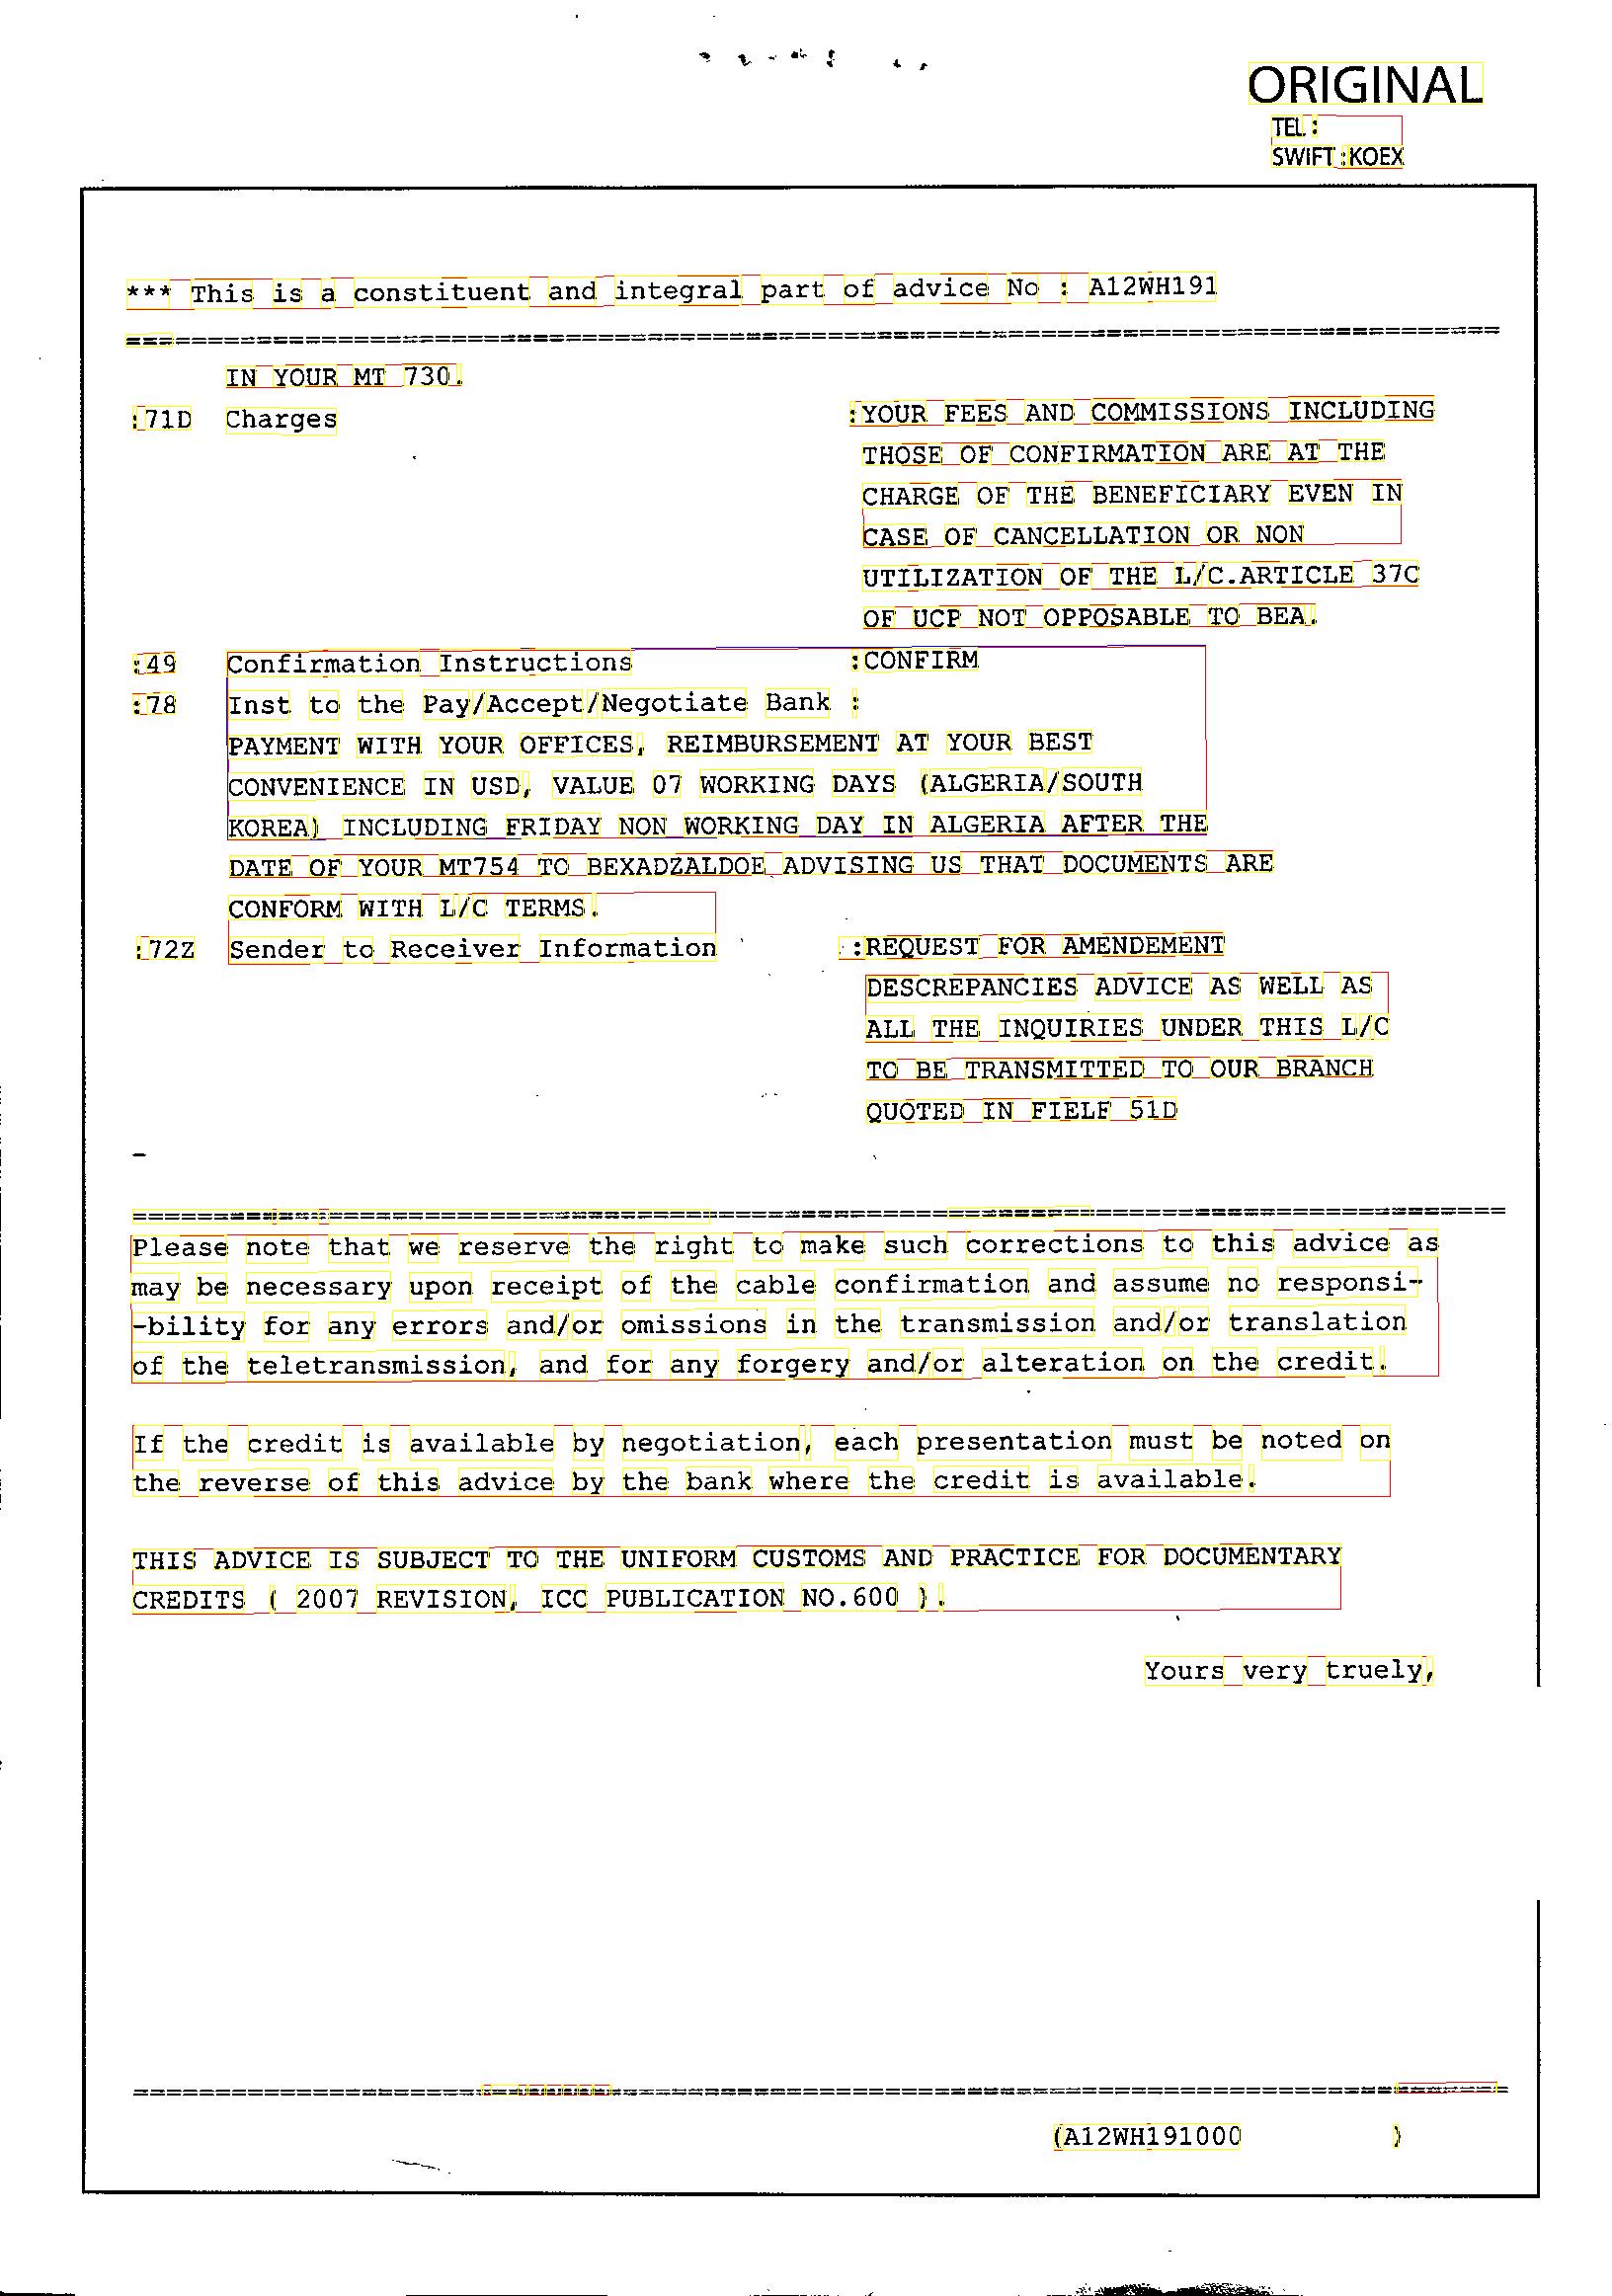 ORIGINAL
TEL:
SWIFT:KOEX
*** This is a constituent and integral part of advice No : A12WH191
====================================================================================
IN YOUR MT 730.
:71D Charges :YOUR FEES AND COMMISSIONS INCLUDING
THOSE OF CONFIRMATION ARE AT THE
CHARGE OF THE BENEFICIARY EVEN IN
CASE OF CANCELLATION OR NON
UTILIZATION OF THE L/C.ARTICLE 37C
OF UCP NOT OPPOSABLE TO BEA.
:49 Confirmation Instructions :CONFIRM
:78 Inst to the Pay/Accept/Negotiate Bank :
PAYMENT WITH YOUR OFFICES, REIMBURSEMENT AT YOUR BEST
CONVENIENCE IN USD, VALUE 07 WORKING DAYS (ALGERIA/SOUTH
KOREA) INCLUDING FRIDAY NON WORKING DAY IN ALGERIA AFTER THE
DATE OF YOUR MT754 TO BEXADZALDOE ADVISING US THAT DOCUMENTS ARE
CONFORM WITH L/C TERMS.
:72Z Sender to Receiver Information :REQUEST FOR AMENDEMENT
DESCREPANCIES ADVICE AS WELL AS
ALL THE INQUIRIES UNDER THIS L/C
TO BE TRANSMITTED TO OUR BRANCH
QUOTED IN FIELF 51D
-
====================================================================================
Please note that we reserve the right to make such corrections to this advice as
may be necessary upon receipt of the cable confirmation and assume no responsi-
-bility for any errors and/or omissions in the transmission and/or translation
of the teletransmission, and for any forgery and/or alteration on the credit.
If the credit is available by negotiation, each presentation must be noted on
the reverse of this advice by the bank where the credit is available.
THIS ADVICE IS SUBJECT TO THE UNIFORM CUSTOMS AND PRACTICE FOR DOCUMENTARY
CREDITS ( 2007 REVISION, ICC PUBLICATION NO.600 ).
Yours very truely,
====================================================================================
(A12WH191000 )